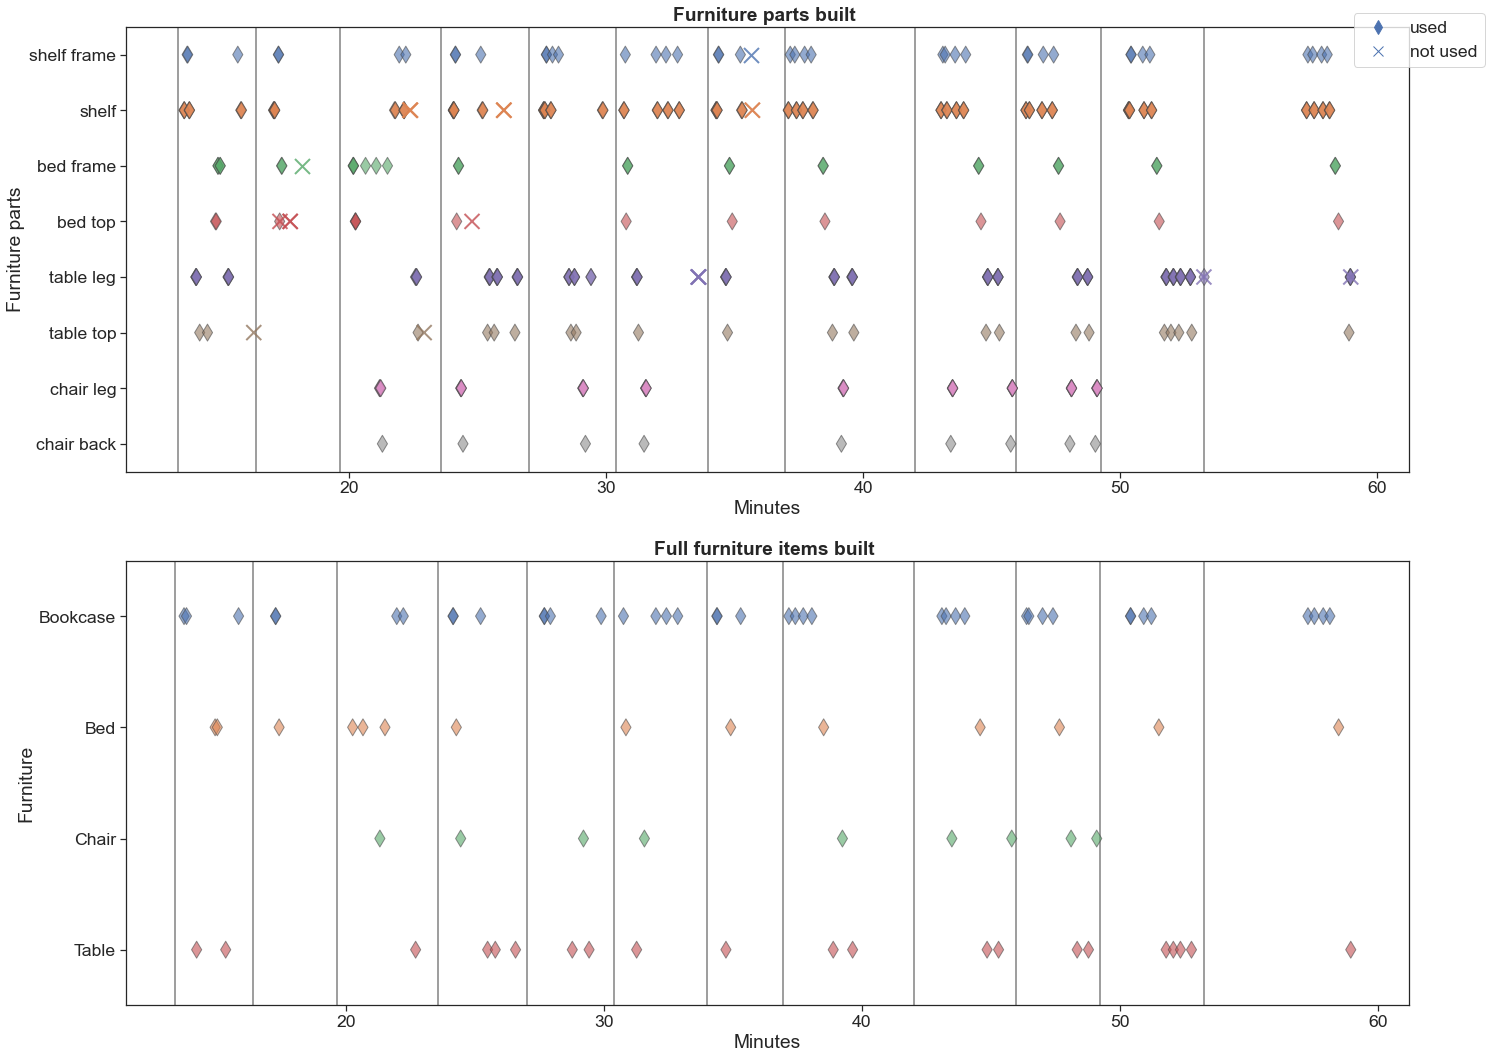 Furniture parts built
used
not used
shelf frame
shelf
bed frame
bed top
table leg
table top
chair leg
chair back
Furniture parts
20 30 40 50 60
Minutes
Full furniture items built
Bookcase
Bed
Chair
Table
Furniture
20 30 40 50 60
Minutes